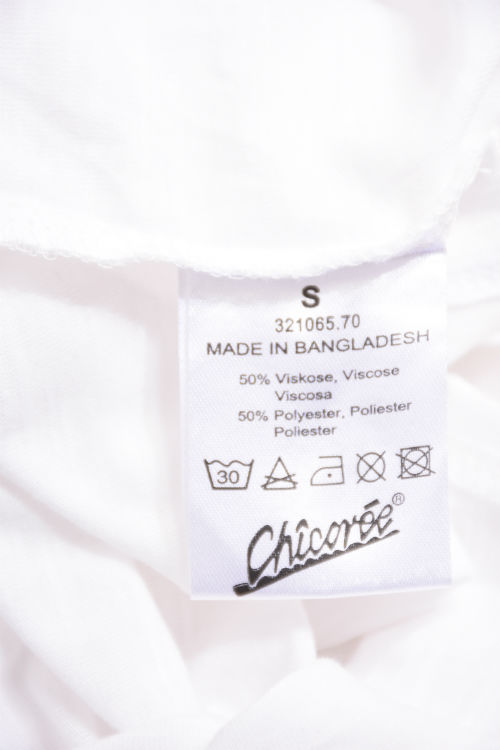 S
321065.70
MADE IN BANGLADESH
50% Viskose, Viscose
Viscosa
50% Polyester, Poliester
Poliester
30
Chicorée®